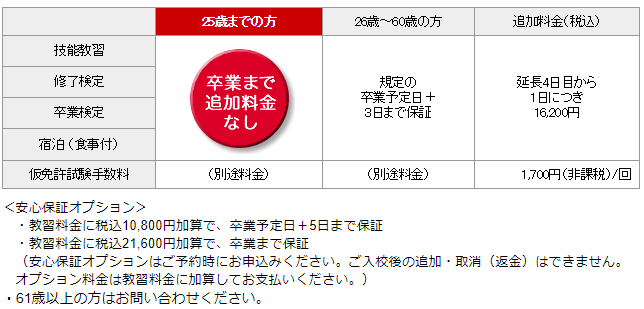 25歳までの方 26歳～60歳の方 追加料金(税込)
技能教習
修了検定
卒業検定
宿泊(食事付)
卒業まで
追加料金
なし
規定の
卒業予定日＋
3日まで保証
延長4日目から
1日につき
16,200円
仮免許試験手数料 (別途料金) (別途料金) 1,700円(非課税)/回
＜安心保証オプション＞
・教習料金に税込10,800円加算で、卒業予定日＋5日まで保証
・教習料金に税込21,600円加算で、卒業まで保証
（安心保証オプションはご予約時にお申込みください。ご入校後の追加・取消（返金）はできません。
オプション料金は教習料金に加算してお支払いください。）
・61歳以上の方はお問い合わせください。